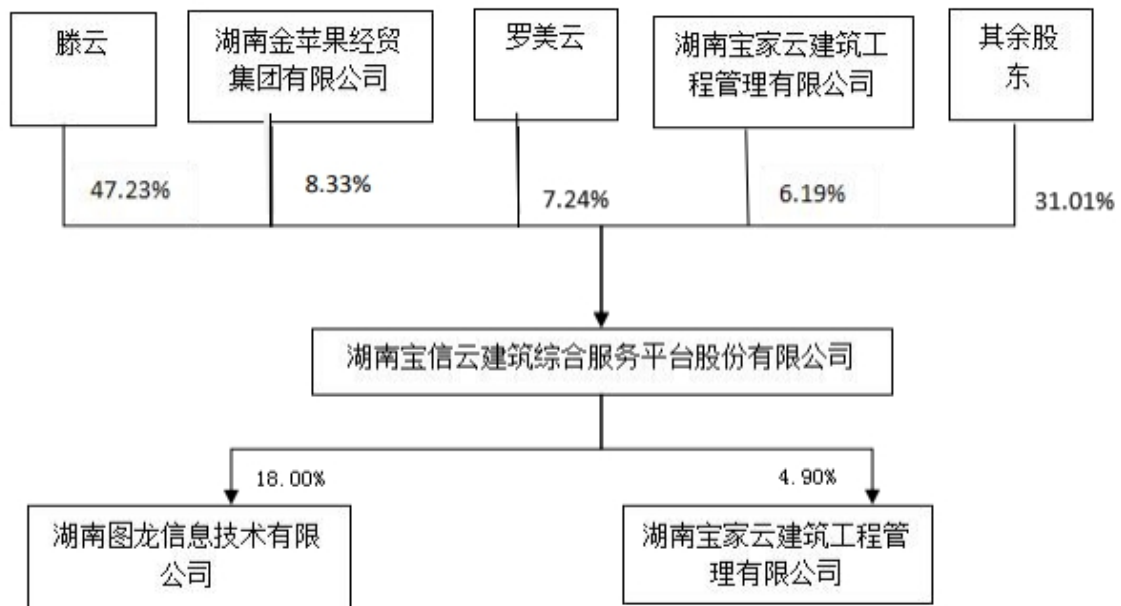 滕云
湖南金苹果经贸
集团有限公司
罗美云
湖南宝家云建筑工
程管理有限公司
其余股
东
47.23%
8.33%
7.24%
6.19%
31.01%
湖南宝信云建筑综合服务平台股份有限公司
18.00%
4.90%
湖南图龙信息技术有限
公司
湖南宝家云建筑工程管
理有限公司